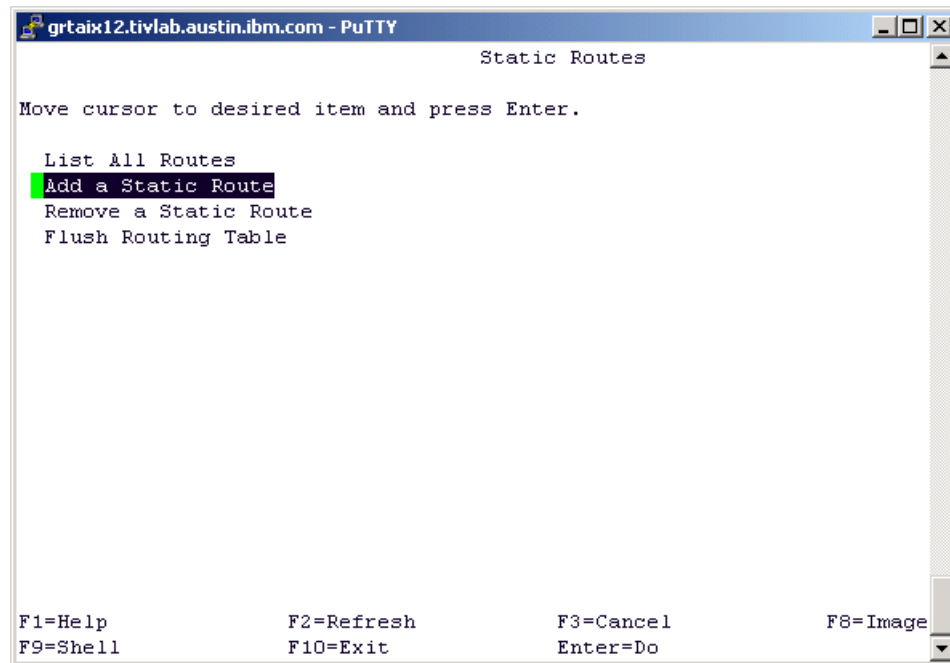 grtaix12.tivlab.austin.ibm.com - PuTTY
Static Routes
Move cursor to desired item and press Enter.
List All Routes
Add a Static Route
Remove a Static Route
Flush Routing Table
F1=Help F2=Refresh F3=Cancel F8=Image
F9=Shell F10=Exit Enter=Do